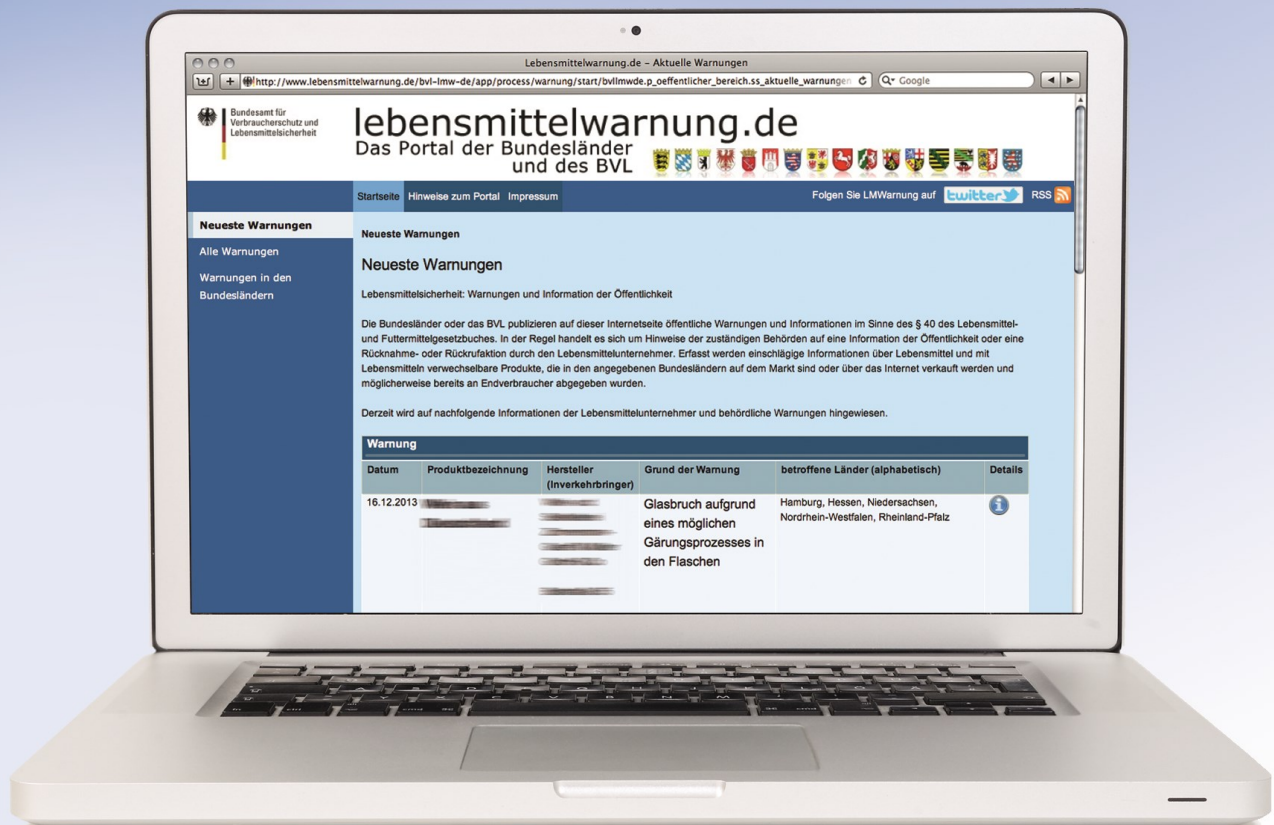 Lebensmittelwarnung.de – Aktuelle Warnungen
http://www.lebensmittelwarnung.de/bvl-lmw-de/app/process/warnung/start/bvllmwde.p_oeffentlicher_bereich.ss_aktuelle_warnungen
Google
Bundesamt für
Verbraucherschutz und
Lebensmittelsicherheit
lebensmittelwarnung.de
Das Portal der Bundesländer
und des BVL
Startseite Hinweise zum Portal Impressum
Folgen Sie LMWarnung auf twitter RSS
Neueste Warnungen
Alle Warnungen
Warnungen in den
Bundesländern
Neueste Warnungen
Neueste Warnungen
Lebensmittelsicherheit: Warnungen und Information der Öffentlichkeit
Die Bundesländer oder das BVL publizieren auf dieser Internetseite öffentliche Warnungen und Informationen im Sinne des § 40 des Lebensmittel-
und Futtermittelgesetzbuches. In der Regel handelt es sich um Hinweise der zuständigen Behörden auf eine Information der Öffentlichkeit oder eine
Rücknahme- oder Rückrufaktion durch den Lebensmittelunternehmer. Erfasst werden einschlägige Informationen über Lebensmittel und mit
Lebensmitteln verwechselbare Produkte, die in den angegebenen Bundesländern auf dem Markt sind oder über das Internet verkauft werden und
möglicherweise bereits an Endverbraucher abgegeben wurden.
Derzeit wird auf nachfolgende Informationen der Lebensmittelunternehmer und behördliche Warnungen hingewiesen.
Warnung
Datum Produktbezeichnung Hersteller (Inverkehrbringer) Grund der Warnung betroffene Länder (alphabetisch) Details
16.12.2013
Glasbruch aufgrund
eines möglichen
Gärungsprozesses in
den Flaschen
Hamburg, Hessen, Niedersachsen,
Nordrhein-Westfalen, Rheinland-Pfalz